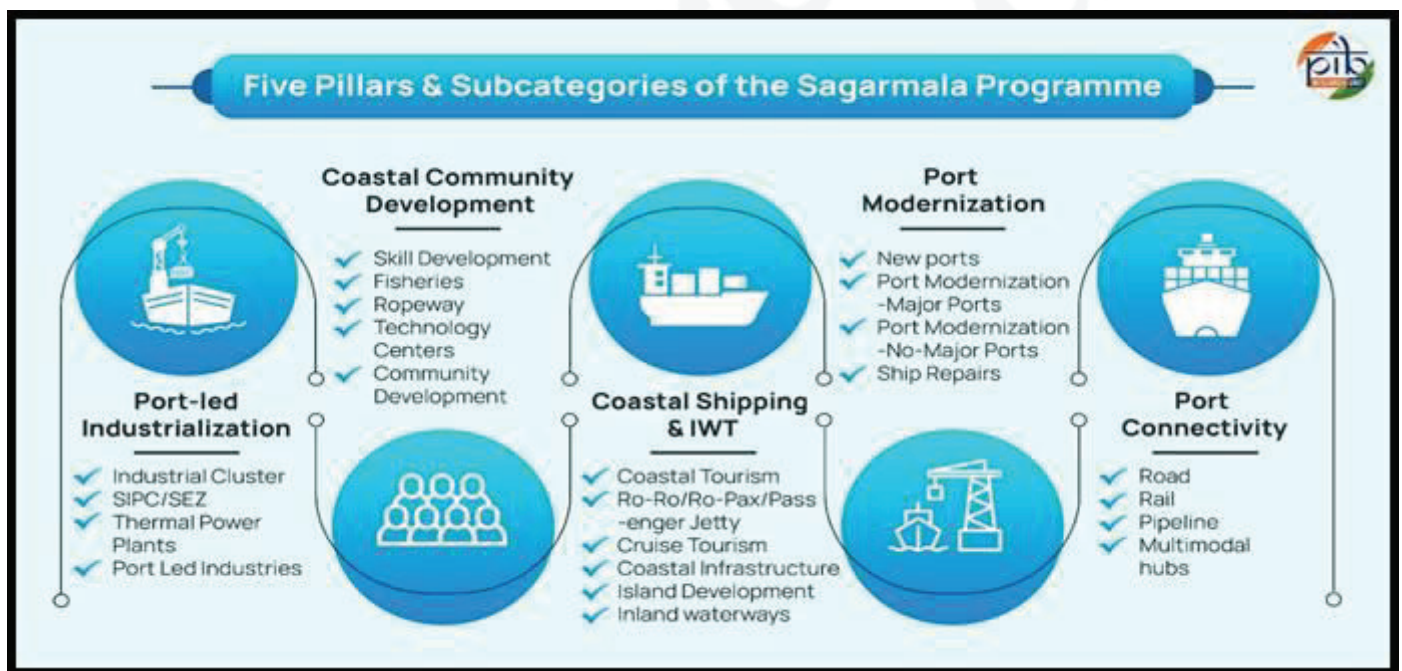 Five Pillars & Subcategories of the Sagarmala Programme
pib
Port-led
Industrialization
Industrial Cluster
SIPC/SEZ
Thermal Power
Plants
Port Led Industries
Coastal Community
Development
Skill Development
Fisheries
Ropeway
Technology
Centers
Community
Development
Coastal Shipping
& IWT
Coastal Tourism
Ro-Ro/Ro-Pax/Pass
-enger Jetty
Cruise Tourism
Coastal Infrastructure
Island Development
Inland waterways
Port
Modernization
New ports
Port Modernization
-Major Ports
Port Modernization
-No-Major Ports
Ship Repairs
Port
Connectivity
Road
Rail
Pipeline
Multimodal
hubs